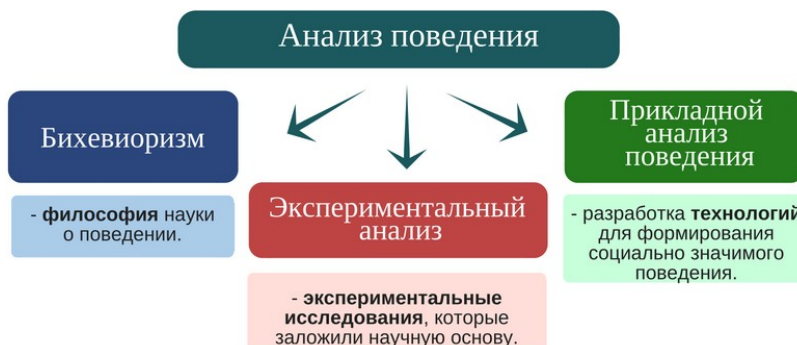 Анализ поведения
Бихевиоризм
- философия науки
о поведении.
Экспериментальный
анализ
- экспериментальные
исследования, которые
заложили научную основу.
Прикладной
анализ
поведения
- разработка технологий
для формирования
социально значимого
поведения.